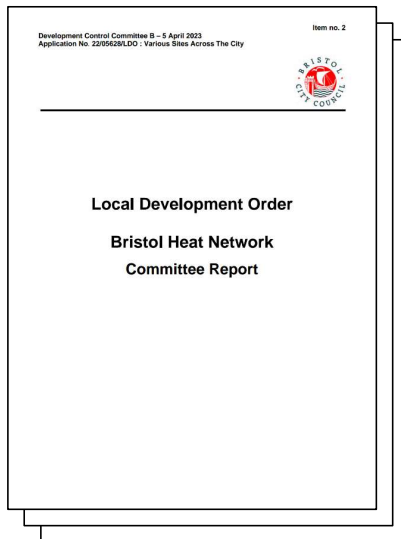 Item no. 2
Development Control Committee B – 5 April 2023
Application No. 22/05628/LDO : Various Sites Across The City
BRISTOL
CITY COUNCIL
Local Development Order
Bristol Heat Network
Committee Report